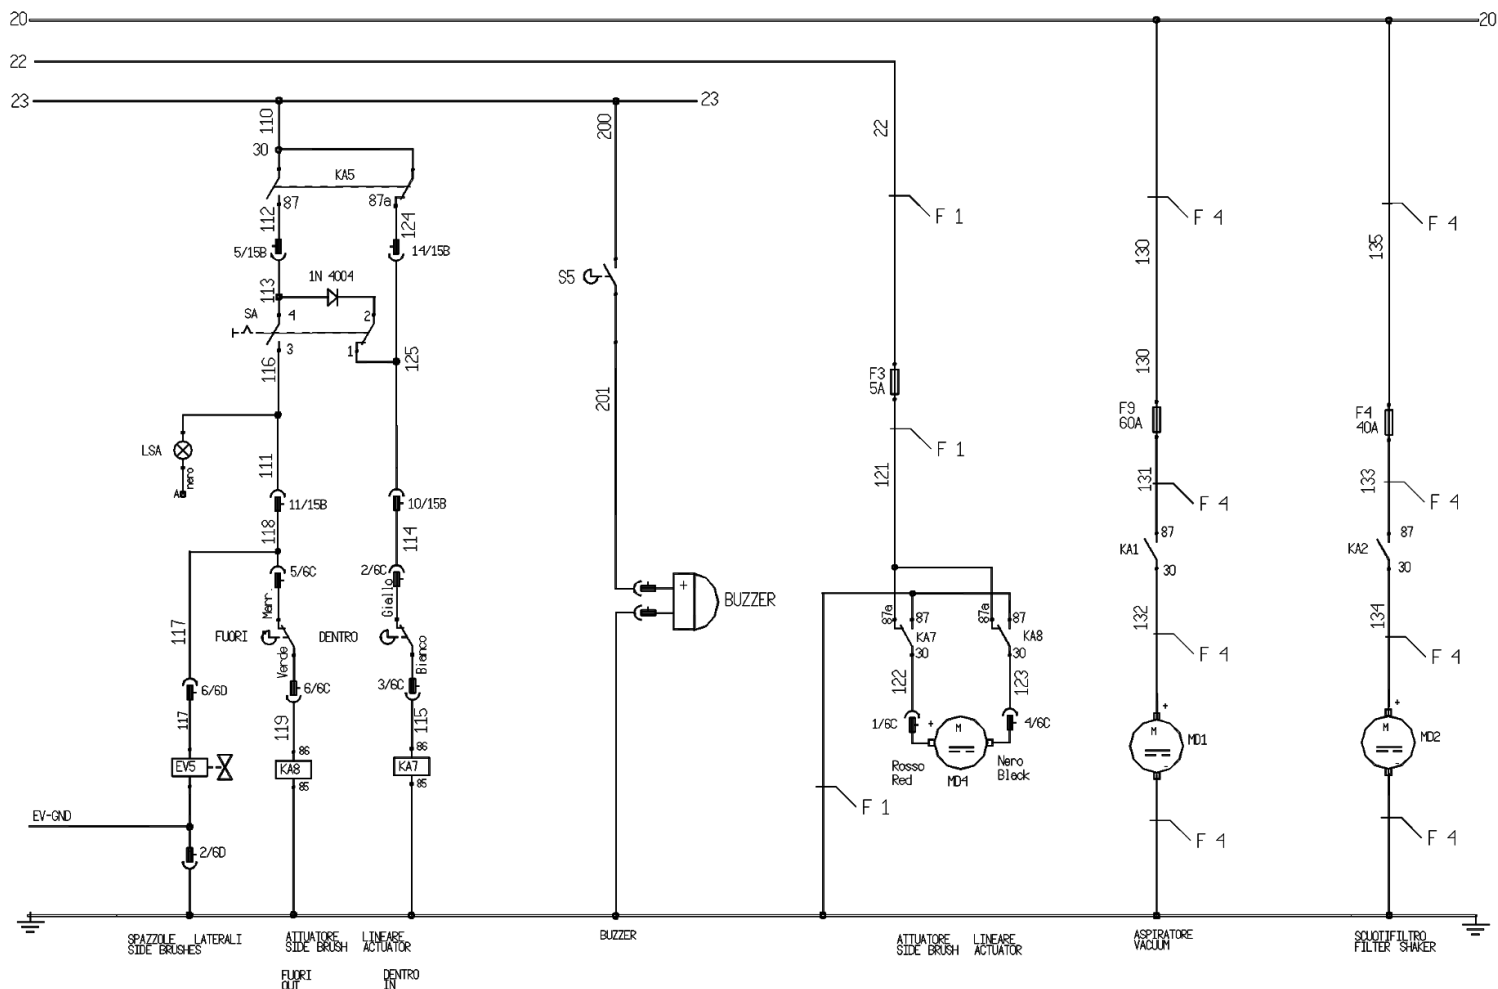 20
20
22
23
23
110
30
KA5
87
87a
112
124
5/15B
14/15B
1N 4004
113
SA
4
2
3
1
116
125
LSA
nero
A
111
11/15B
10/15B
118
114
5/6C
2/6C
Marr.
Giallo
117
FUORI
DENTRO
Verde
Bianco
6/6D
6/6C
3/6C
117
119
115
86
86
EV5
KA8
KA7
85
85
EV-GND
2/6D
200
S5
201
+
BUZZER
22
F 1
F3
5A
F 1
121
87a
87
87a
87
KA7
KA8
30
30
122
123
1/6C
+
M
4/6C
Rosso
Red
MD4
Nero
Black
F 1
F 4
130
130
F9
60A
131
F 4
87
KA1
30
132
F 4
+
M
MD1
-
F 4
F 4
135
F4
40A
133
F 4
87
KA2
30
134
F 4
+
M
MD2
-
F 4
SPAZZOLE LATERALI
SIDE BRUSHES
ATTUATORE LINEARE
SIDE BRUSH ACTUATOR
FUORI
OUT
DENTRO
IN
BUZZER
ATTUATORE LINEARE
SIDE BRUSH ACTUATOR
ASPIRATORE
VACUUM
SCUOTIFILTRO
FILTER SHAKER